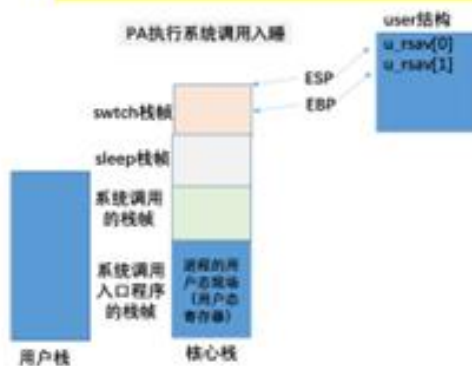 PA执行系统调用入睡
user结构
u_rsav[0]
u_rsav[1]
ESP
EBP
swtch栈帧
sleep栈帧
系统调用
的栈帧
系统调用
入口程序
的栈帧
进程的用
户态现场
（用户态
寄存器）
用户栈
核心栈